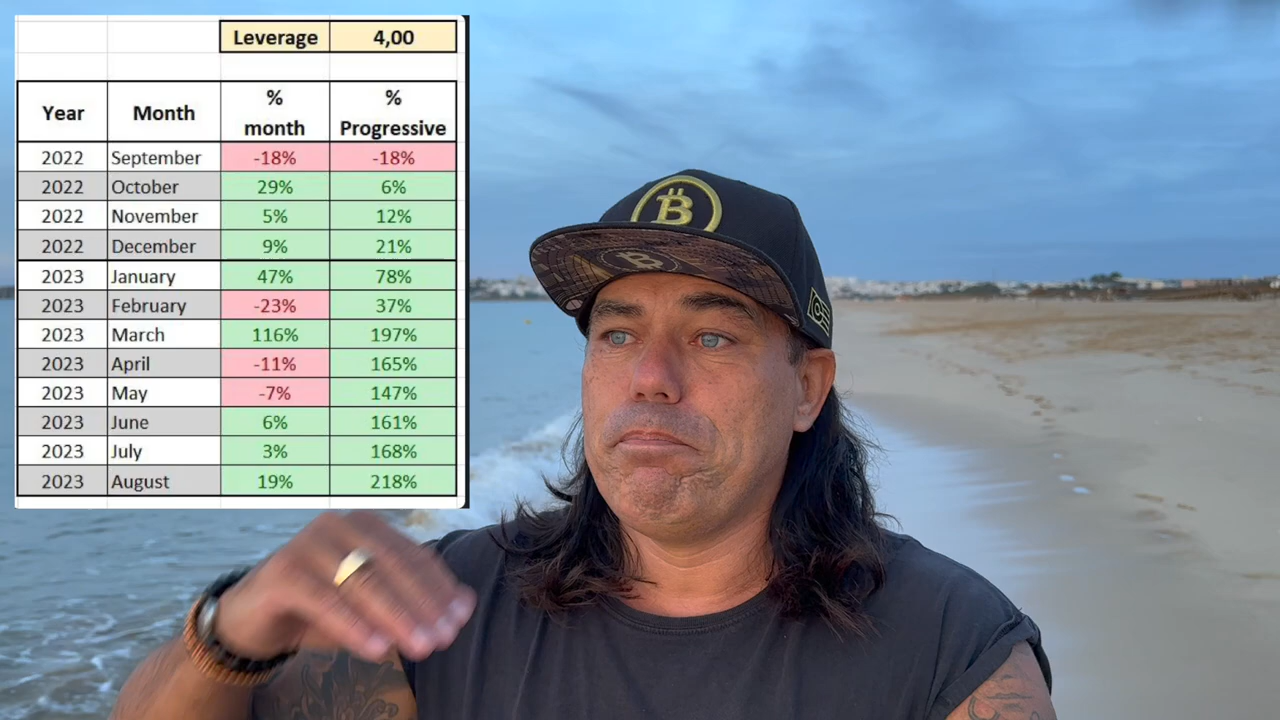 Leverage 4,00
Year Month % month % Progressive
2022 September -18% -18%
2022 October 29% 6%
2022 November 5% 12%
2022 December 9% 21%
2023 January 47% 78%
2023 February -23% 37%
2023 March 116% 197%
2023 April -11% 165%
2023 May -7% 147%
2023 June 6% 161%
2023 July 3% 168%
2023 August 19% 218%
B
B